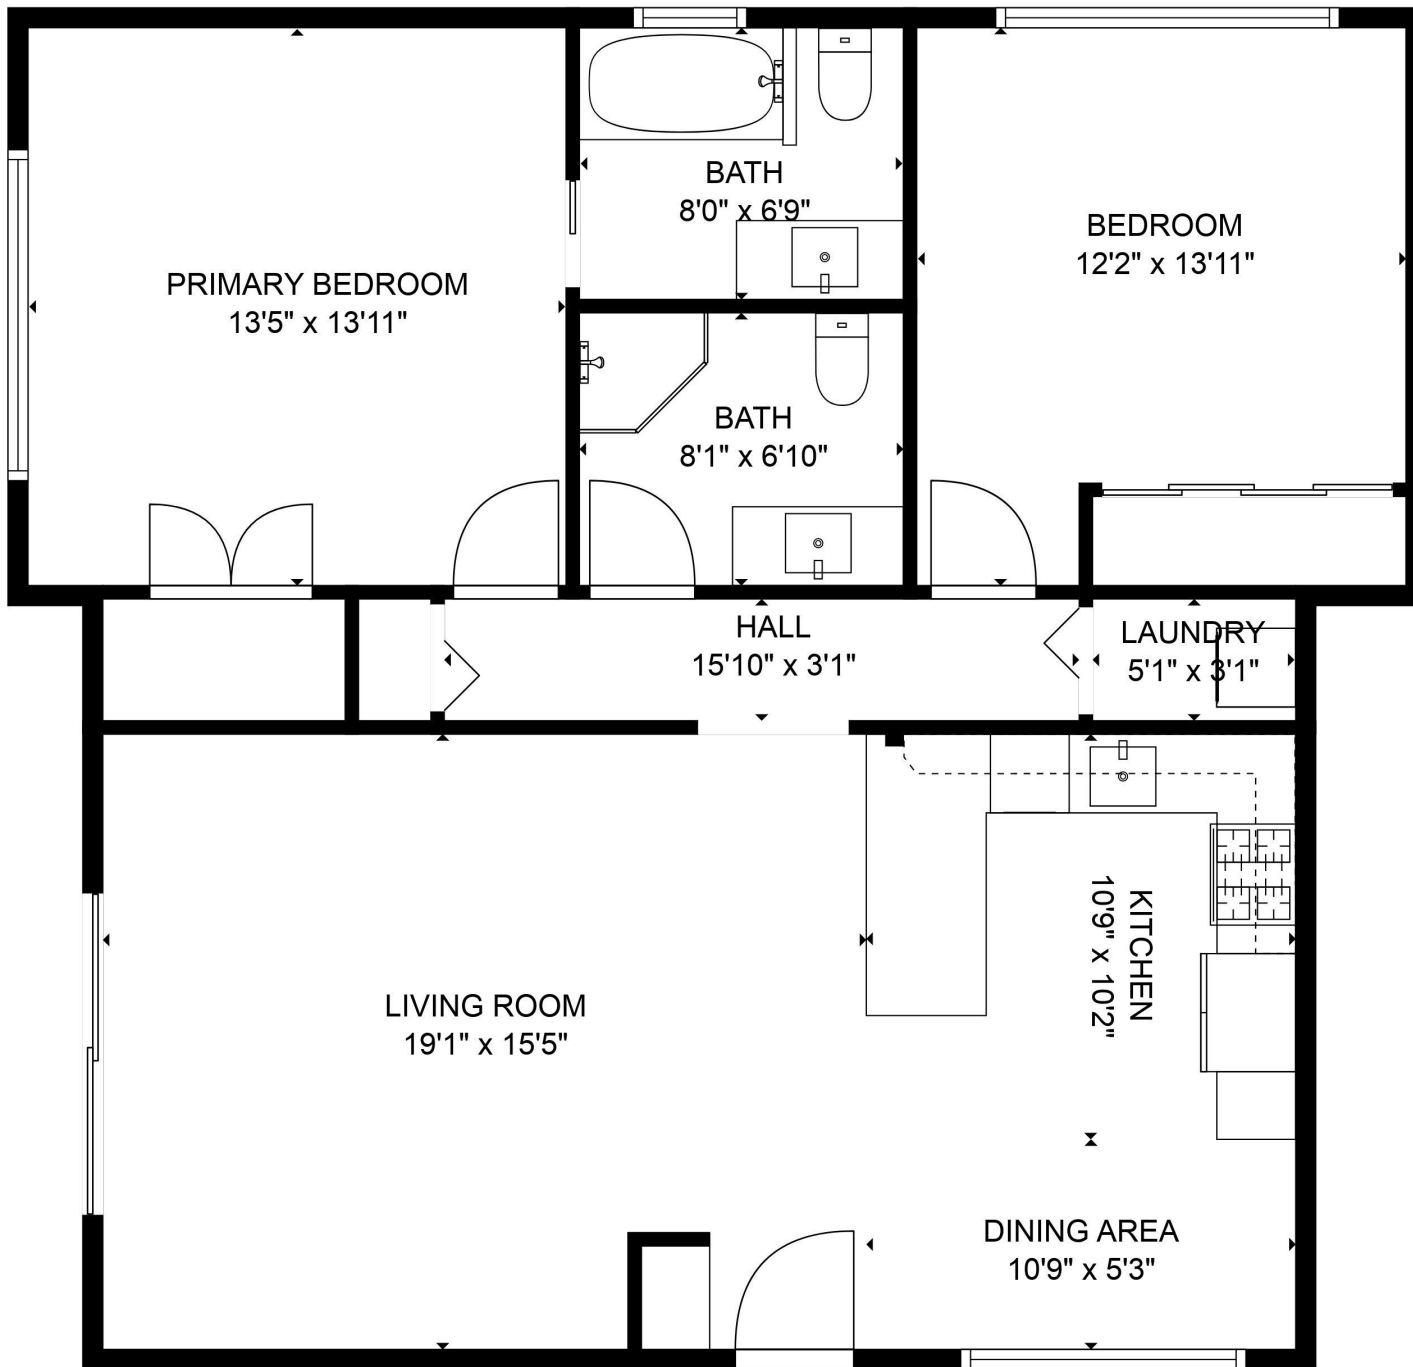 BATH
8'0" x 6'9"
BEDROOM
12'2" x 13'11"
PRIMARY BEDROOM
13'5" x 13'11"
BATH
8'1" x 6'10"
HALL
15'10" x 3'1"
LAUNDRY
5'1" x 3'1"
KITCHEN
10'9" x 10'2"
LIVING ROOM
19'1" x 15'5"
DINING AREA
10'9" x 5'3"